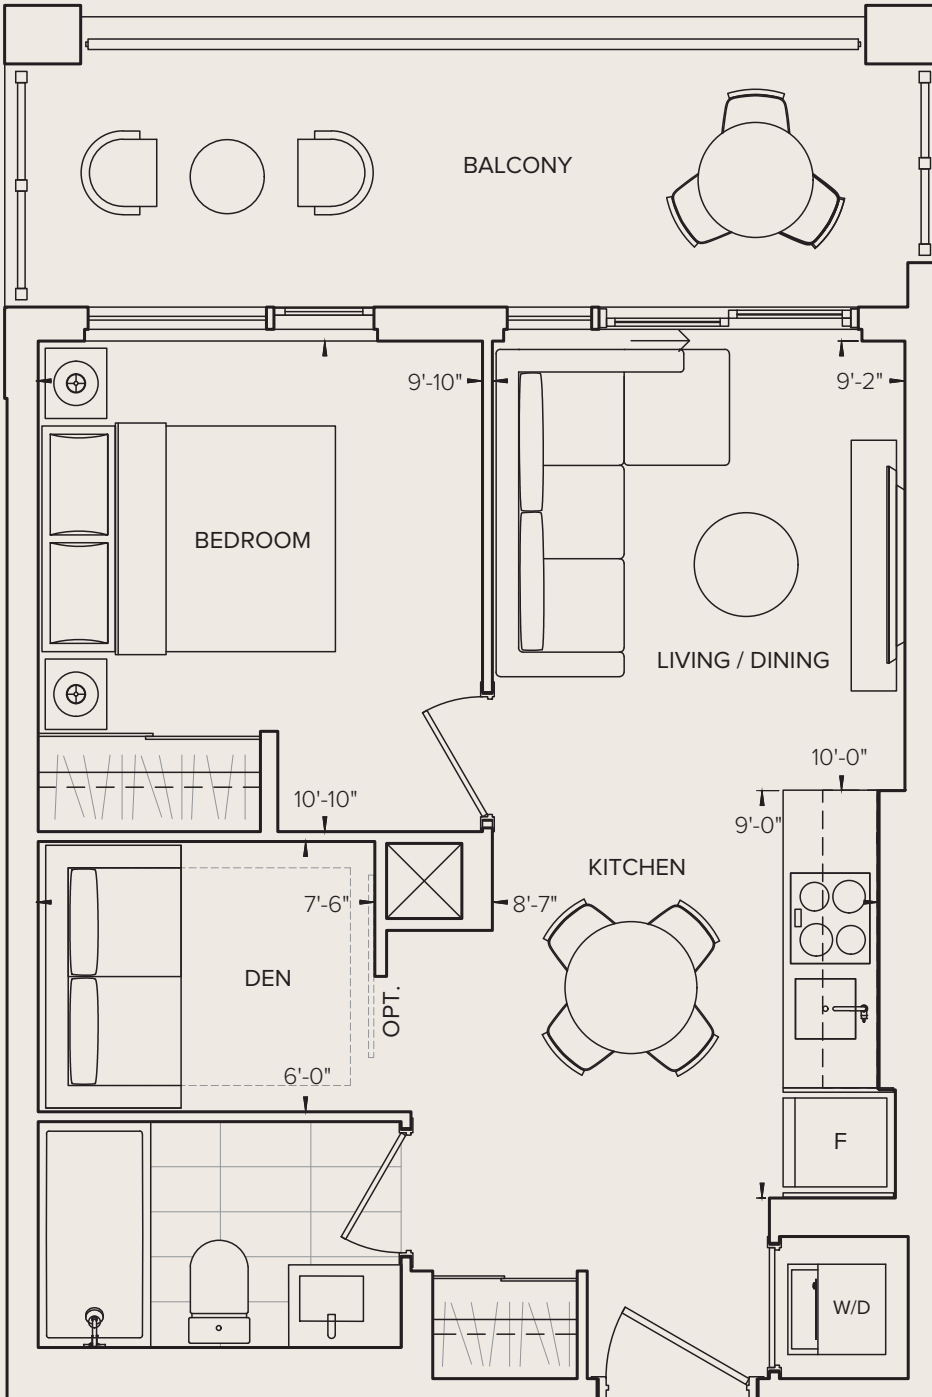 BALCONY
9'-10"
9'-2"
BEDROOM
LIVING / DINING
10'-0"
10'-10"
9'-0"
KITCHEN
7'-6"
8'-7"
DEN
OPT.
6'-0"
F
W/D